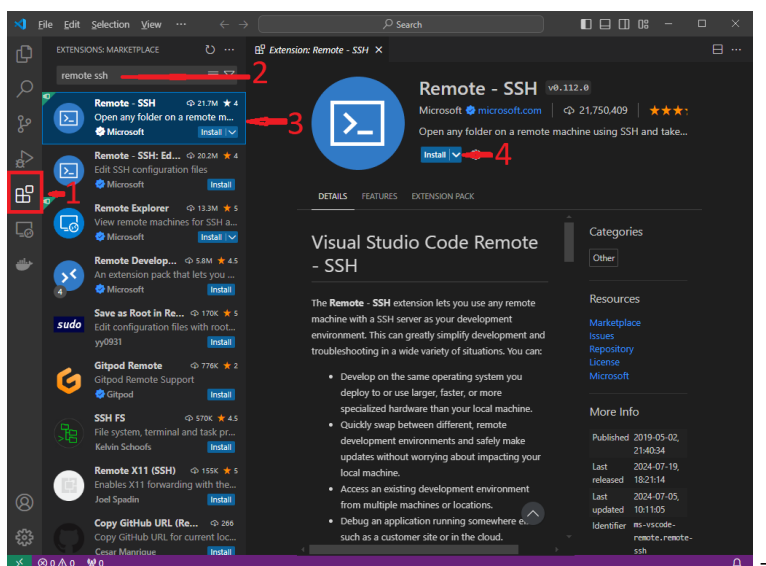 File Edit Selection View ··· Search
EXTENSIONS: MARKETPLACE
remote ssh
2
Remote - SSH 21.7M ★ 4
Open any folder on a remote m...
Microsoft Install
3
Remote - SSH: Ed... 20.2M ★ 4
Edit SSH configuration files
Microsoft Install
1
Remote Explorer 13.3M ★ 5
View remote machines for SSH a...
Microsoft Install
Remote Develop... 5.8M ★ 4.5
An extension pack that lets you ...
4 Microsoft Install
sudo
Save as Root in Re... 170K ★ 5
Edit configuration files with root...
yy0931 Install
Gitpod Remote 776K ★ 2
Gitpod Remote Support
Gitpod Install
SSH FS 570K ★ 4.5
File system, terminal and task pr...
Kelvin Schoofs Install
Remote X11 (SSH) 155K ★ 5
Enables X11 forwarding with the...
Joel Spadin Install
Copy GitHub URL (Re... 266
Copy GitHub URL for current loc...
Cesar Manrique Install
Extension: Remote - SSH
Remote - SSH v0.112.0
Microsoft microsoft.com 21,750,409
Open any folder on a remote machine using SSH and take...
Install 4
DETAILS FEATURES EXTENSION PACK
Visual Studio Code Remote
- SSH
The Remote - SSH extension lets you use any remote
machine with a SSH server as your development
environment. This can greatly simplify development and
troubleshooting in a wide variety of situations. You can:
• Develop on the same operating system you
deploy to or use larger, faster, or more
specialized hardware than your local machine.
• Quickly swap between different, remote
development environments and safely make
updates without worrying about impacting your
local machine.
• Access an existing development environment
from multiple machines or locations.
• Debug an application running somewhere
such as a customer site or in the cloud.
Categories
Other
Resources
Marketplace
Issues
Repository
License
Microsoft
More Info
Published 2019-05-02,
21:40:34
Last 2024-07-19,
released 18:21:14
Last 2024-07-05,
updated 10:11:05
Identifier ms-vscode-
remote.remote-
ssh
0 0 0